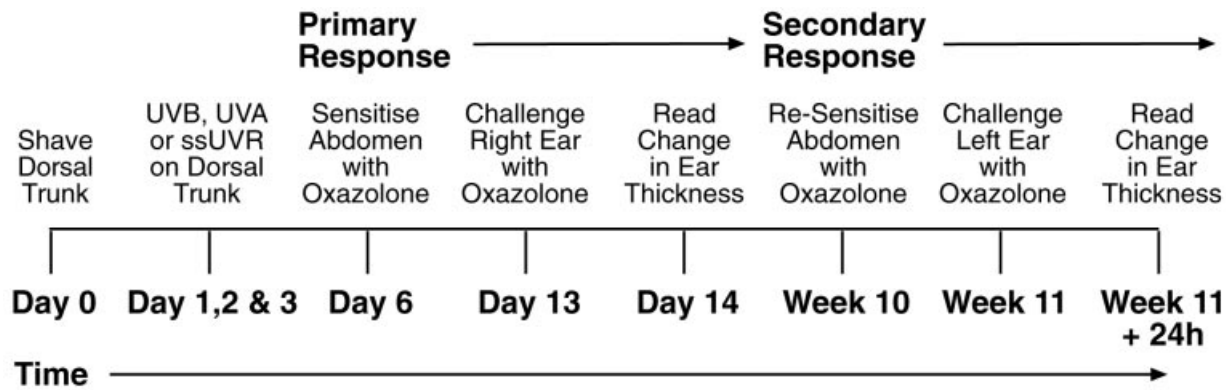 Primary
Response
Secondary
Response
Shave
Dorsal
Trunk
UVB, UVA
or ssUVR
on Dorsal
Trunk
Sensitise
Abdomen
with
Oxazolone
Challenge
Right Ear
with
Oxazolone
Read
Change
in Ear
Thickness
Re-Sensitise
Abdomen
with
Oxazolone
Challenge
Left Ear
with
Oxazolone
Read
Change
in Ear
Thickness
Day 0
Day 1,2 & 3
Day 6
Day 13
Day 14
Week 10
Week 11
Week 11
+ 24h
Time